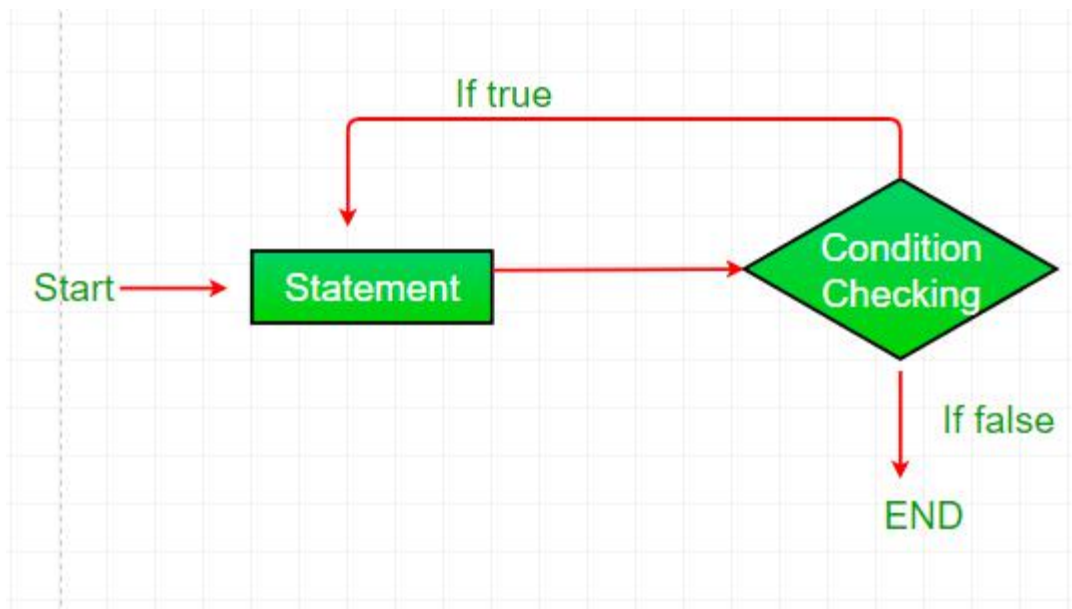 If true
Start
Statement
Condition
Checking
If false
END